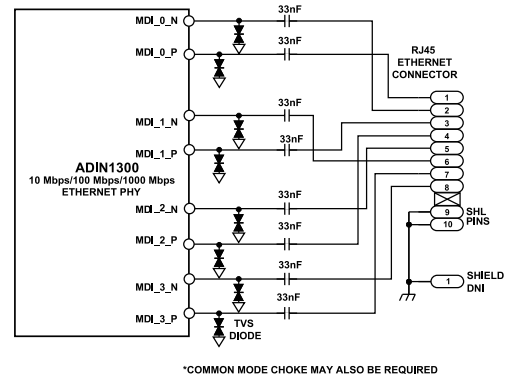 MDI_0_N
33nF
MDI_0_P
33nF
RJ45
ETHERNET
CONNECTOR
MDI_1_N
33nF
MDI_1_P
33nF
ADIN1300
10 Mbps/100 Mbps/1000 Mbps
ETHERNET PHY
MDI_2_N
33nF
MDI_2_P
33nF
MDI_3_N
33nF
MDI_3_P
33nF
TVS
DIODE
1
2
3
4
5
6
7
8
9
10
SHL
PINS
1
SHIELD
DNI
*COMMON MODE CHOKE MAY ALSO BE REQUIRED